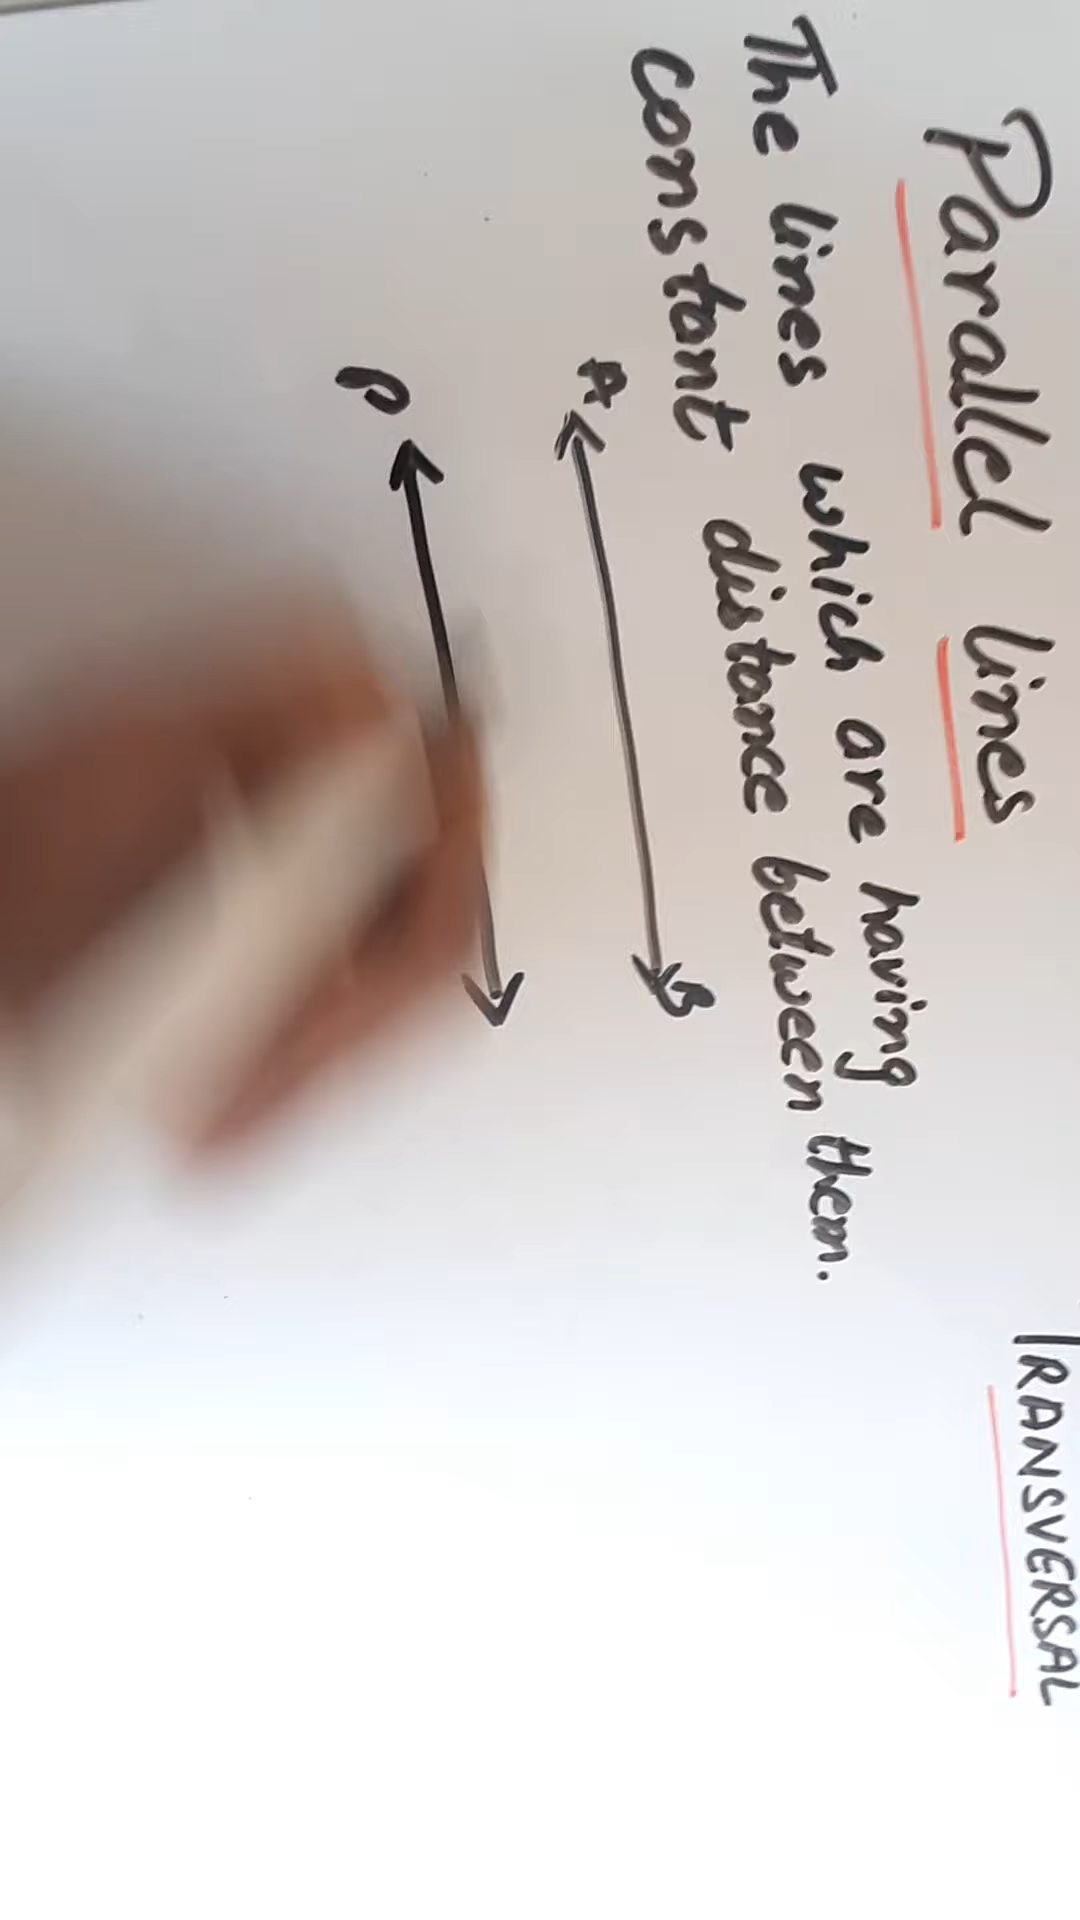 Parallel lines
The lines which are having
constant distance between them.
A B
P
TRANSVERSAL